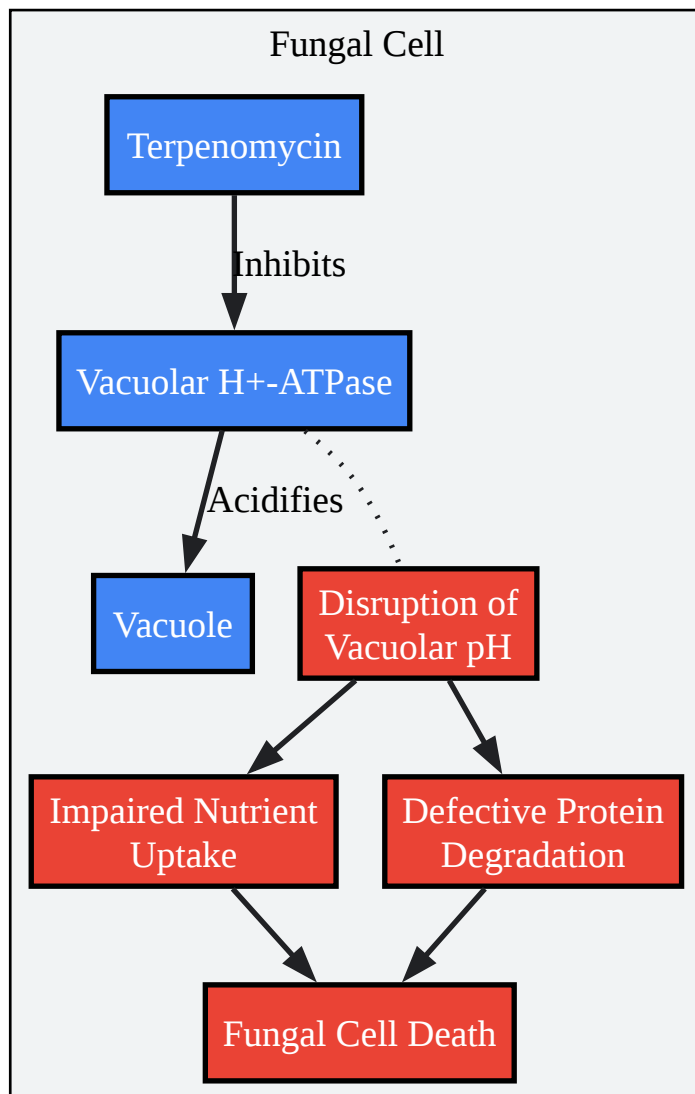 Fungal Cell
Terpenomycin
Inhibits
Vacuolar H+-ATPase
Acidifies
Vacuole
Disruption of
Vacuolar pH
Impaired Nutrient
Uptake
Defective Protein
Degradation
Fungal Cell Death